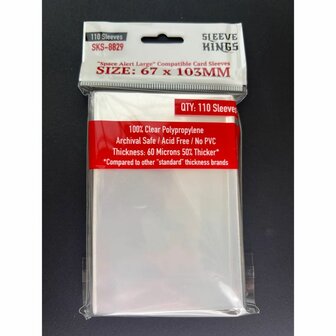 110 Sleeves
SKS-8829
SLEEVE KINGS
"Space Alert Large" Compatible Card Sleeves
SIZE: 67 x 103MM
QTY: 110 Sleeves
100% Clear Polypropylene
Archival Safe / Acid Free / No PVC
Thickness: 60 Microns 50% Thicker*
*Compared to other "standard" thickness brands